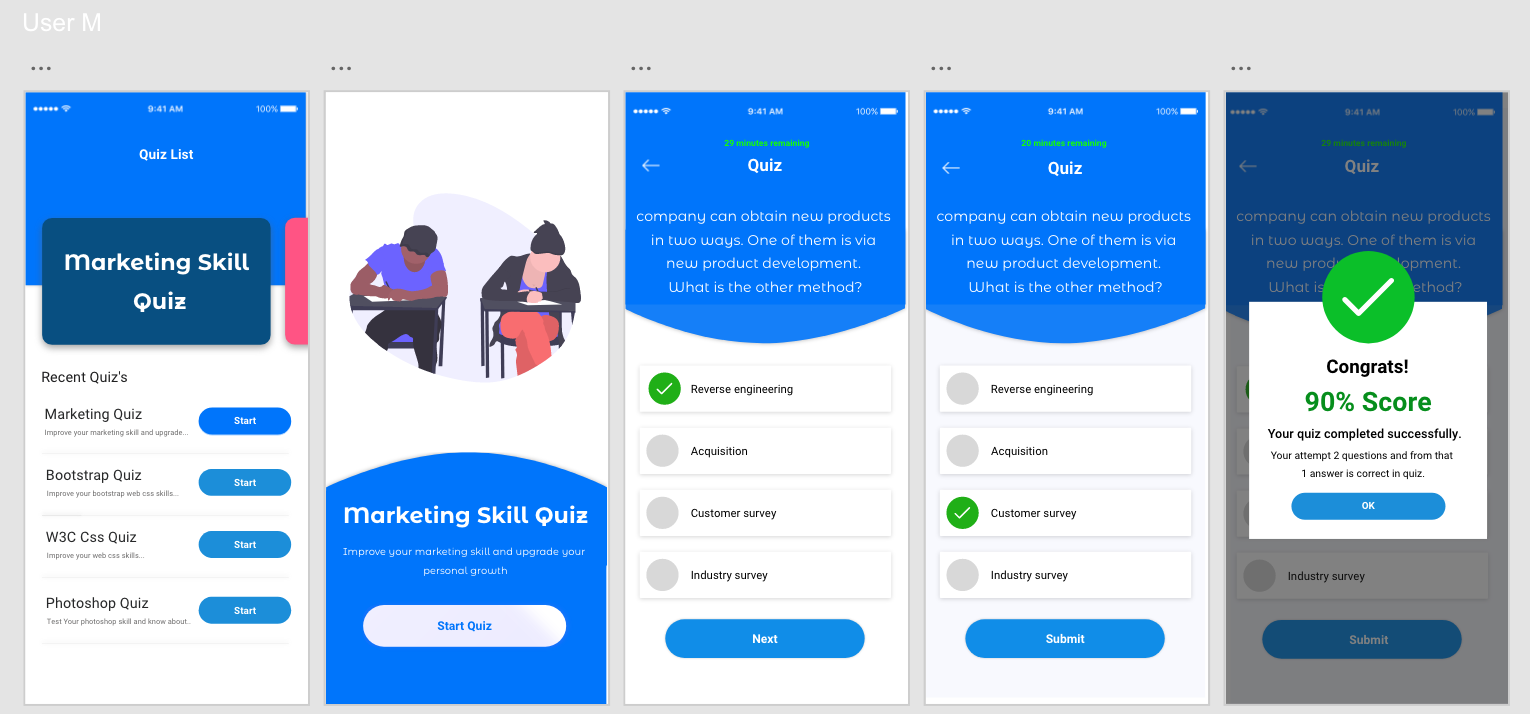 User M
9:41 AM
100%
Quiz List
Marketing Skill
Quiz
Recent Quiz's
Marketing Quiz
Improve your marketing skill and upgrade...
Start
Bootstrap Quiz
Improve your bootstrap web css skills...
Start
W3C Css Quiz
Improve your web css skills...
Start
Photoshop Quiz
Test Your photoshop skill and know about..
Start
Marketing Skill Quiz
Improve your marketing skill and upgrade your
personal growth
Start Quiz
9:41 AM
100%
29 minutes remaining
Quiz
company can obtain new products
in two ways. One of them is via
new product development.
What is the other method?
Reverse engineering
Acquisition
Customer survey
Industry survey
Next
9:41 AM
100%
20 minutes remaining
Quiz
company can obtain new products
in two ways. One of them is via
new product development.
What is the other method?
Reverse engineering
Acquisition
Customer survey
Industry survey
Submit
9:41 AM
100%
29 minutes remaining
Quiz
company can obtain new products
in two ways. One of them is via
new development.
What is
Congrats!
90% Score
Your quiz completed successfully.
Your attempt 2 questions and from that
1 answer is correct in quiz.
OK
Industry survey
Submit